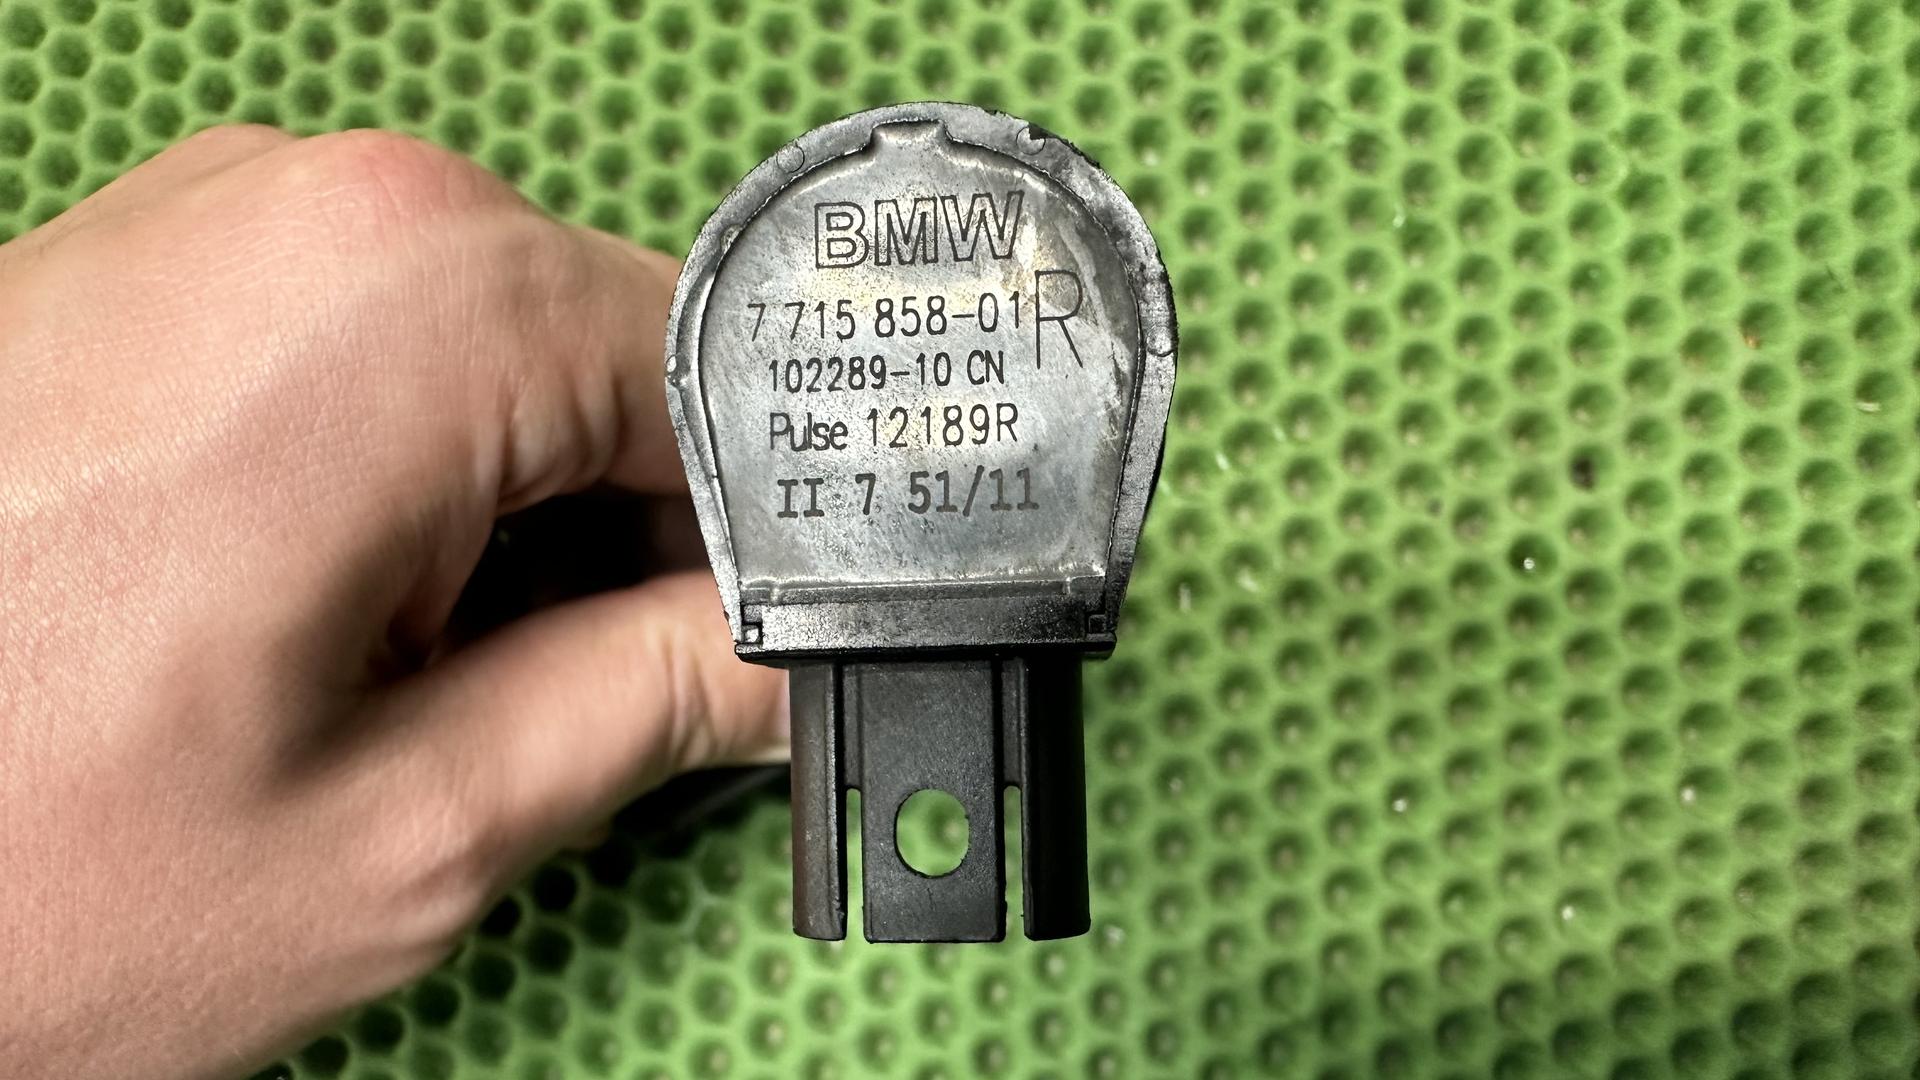 BMW
7 715 858-01 R
102289-10 CN
Pulse 12189R
II 7 51/11